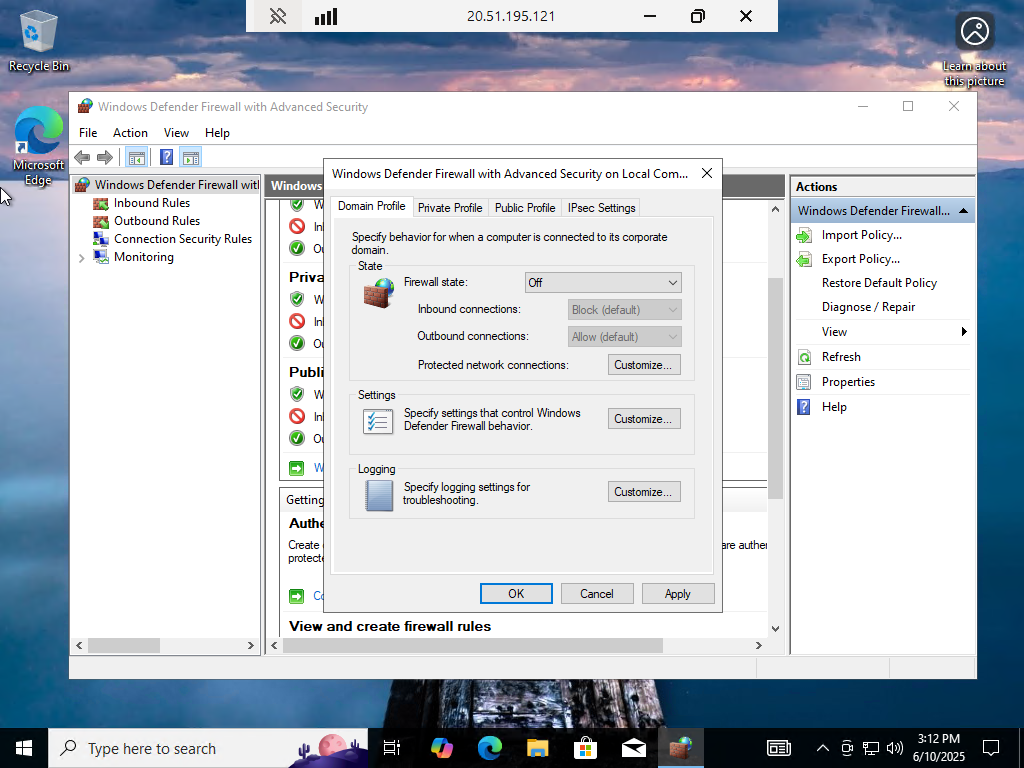 20.51.195.121
Recycle Bin
Learn about
this picture
Microsoft
Edge
Windows Defender Firewall with Advanced Security
File Action View Help
Windows Defender Firewall wit
Inbound Rules
Outbound Rules
Connection Security Rules
Monitoring
Windows
Priva
Publi
Getting
Authe
Create
protecte
are auther
View and create firewall rules
Windows Defender Firewall with Advanced Security on Local Com...
Domain Profile Private Profile Public Profile IPsec Settings
Specify behavior for when a computer is connected to its corporate
domain.
State
Firewall state: Off
Inbound connections: Block (default)
Outbound connections: Allow (default)
Protected network connections: Customize...
Settings
Specify settings that control Windows
Defender Firewall behavior.
Customize...
Logging
Specify logging settings for
troubleshooting.
Customize...
OK Cancel Apply
Actions
Windows Defender Firewall...
Import Policy...
Export Policy...
Restore Default Policy
Diagnose / Repair
View
Refresh
Properties
Help
Type here to search
3:12 PM
6/10/2025